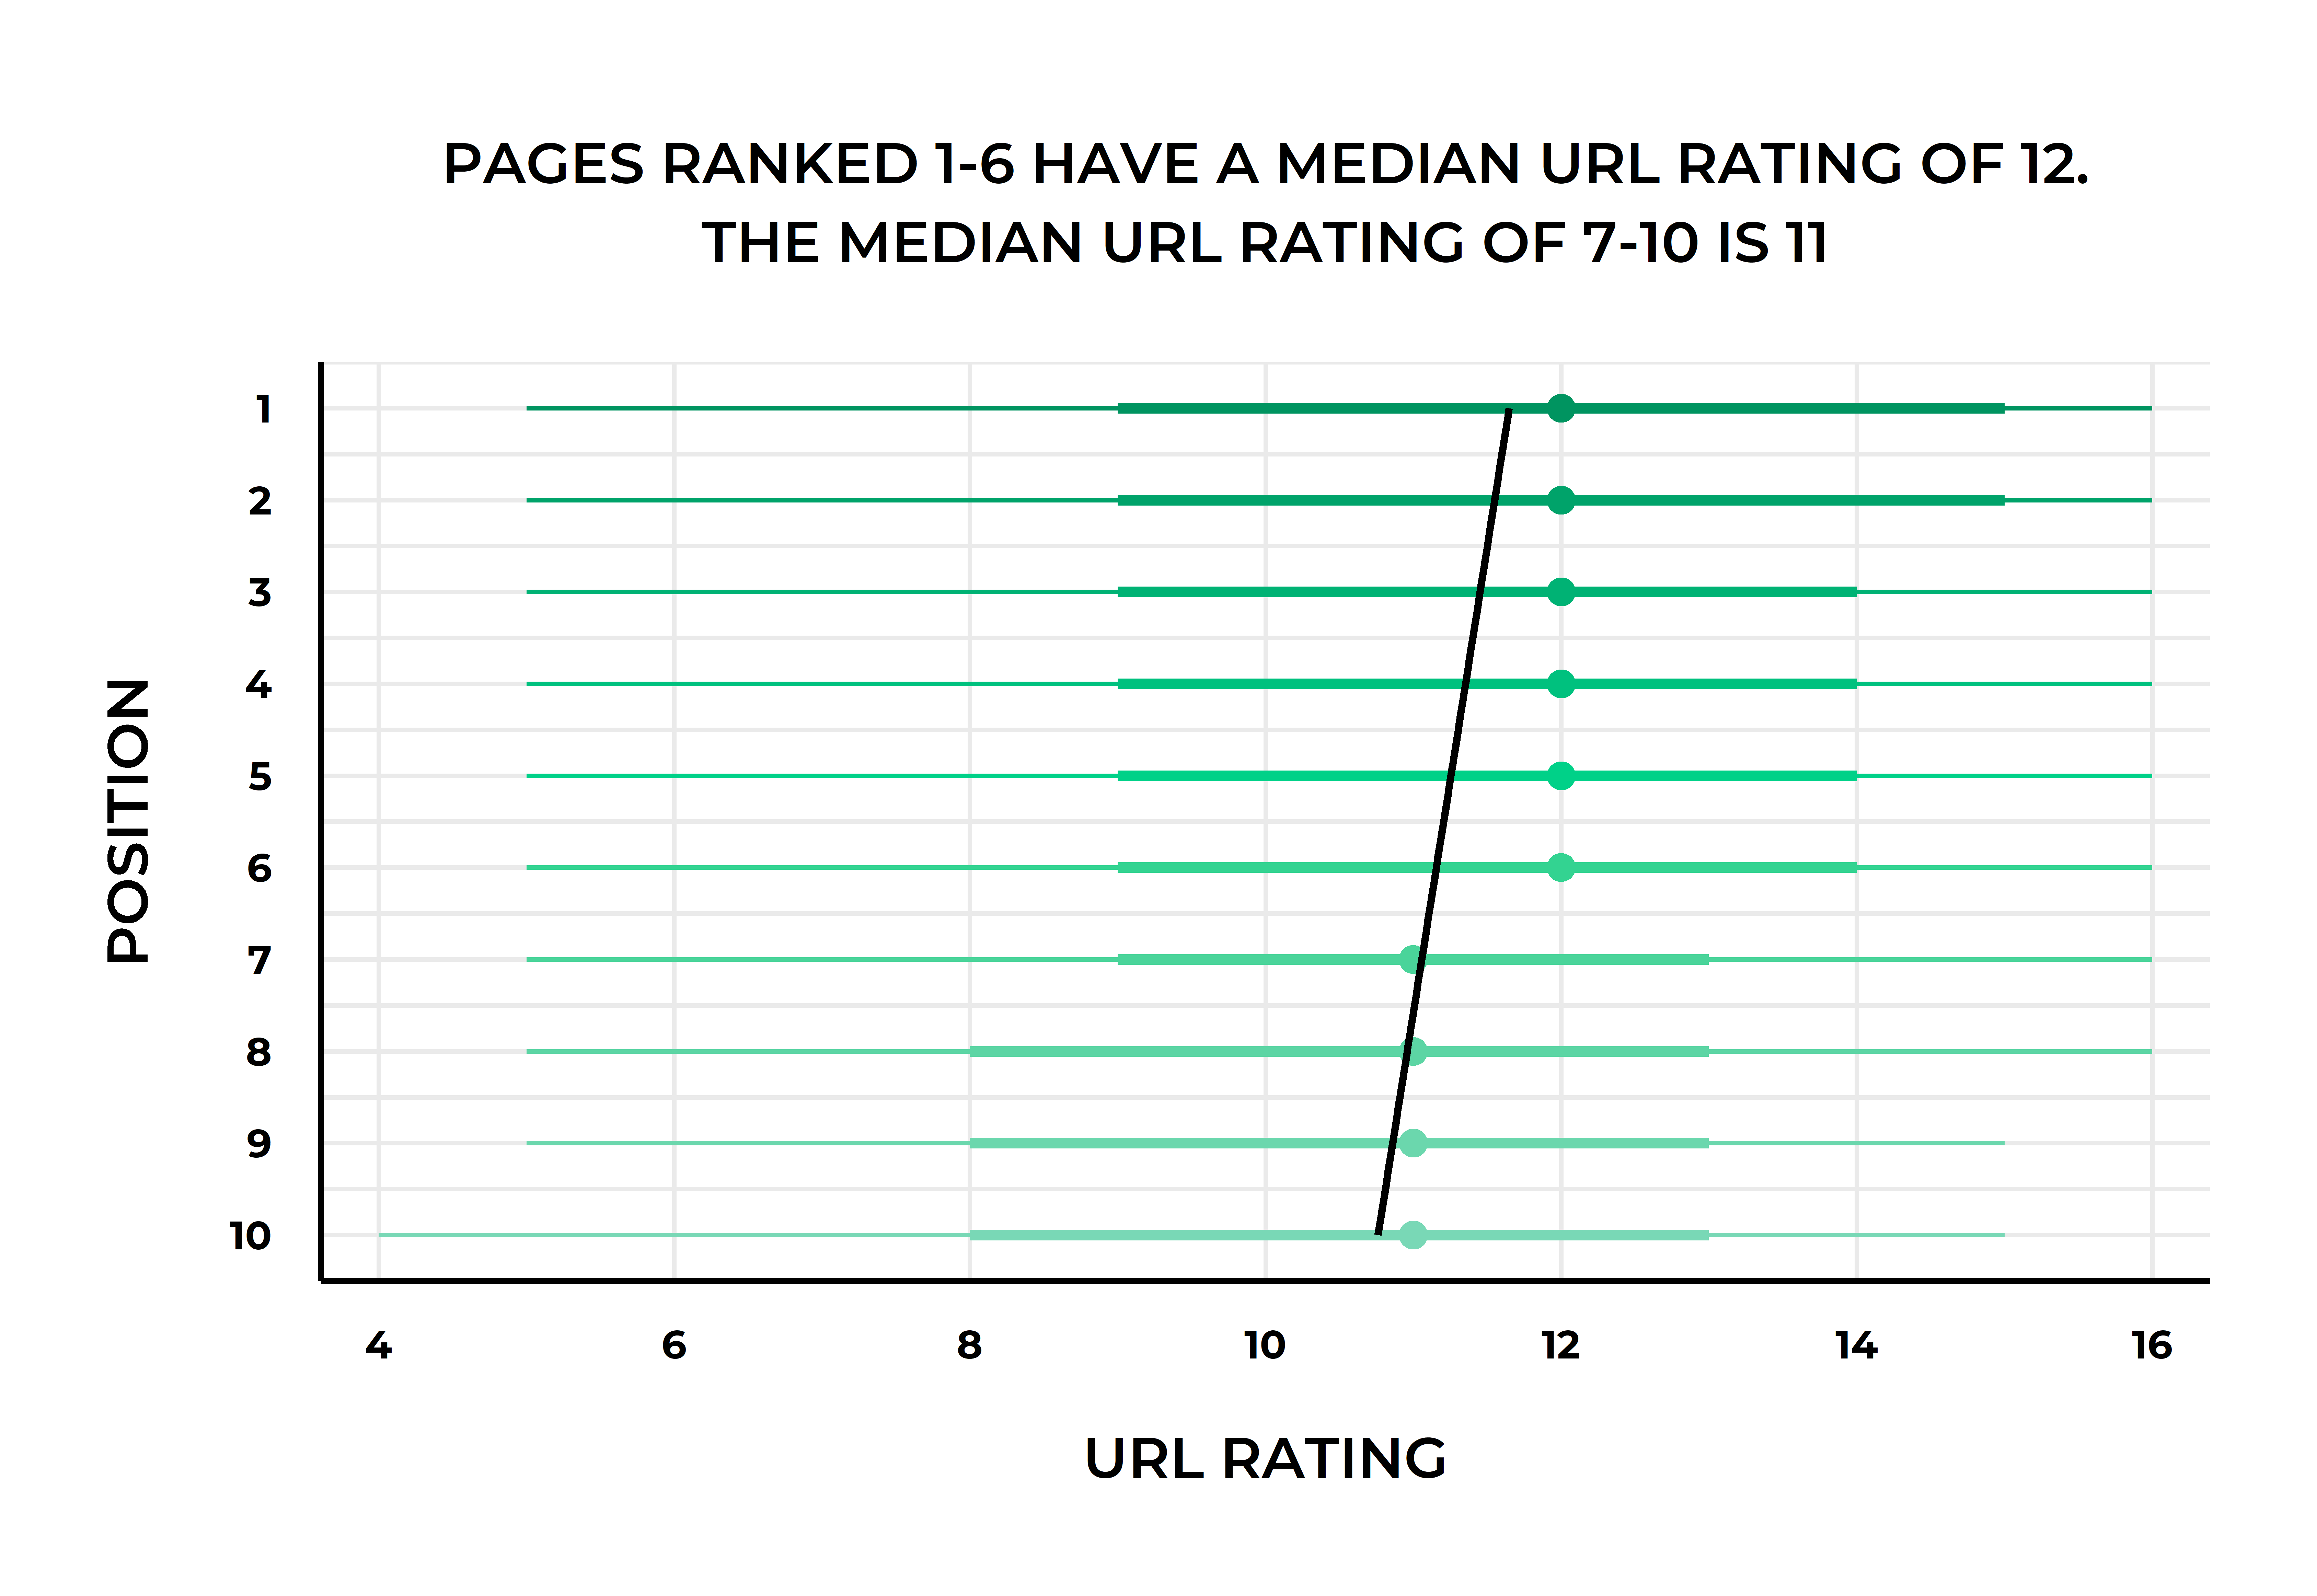 PAGES RANKED 1-6 HAVE A MEDIAN URL RATING OF 12.
THE MEDIAN URL RATING OF 7-10 IS 11
POSITION
1
2
3
4
5
6
7
8
9
10
4 6 8 10 12 14 16
URL RATING